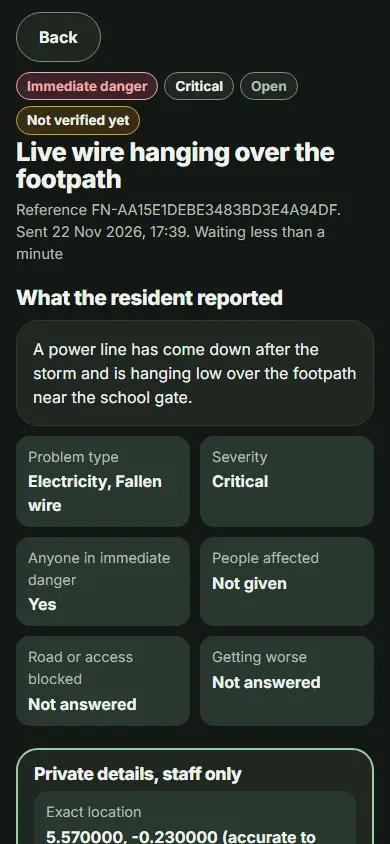 Back
Immediate danger
Critical
Open
Not verified yet
Live wire hanging over the
footpath
Reference FN-AA15E1DEBE3483BD3E4A94DF.
Sent 22 Nov 2026, 17:39. Waiting less than a
minute
What the resident reported
A power line has come down after the
storm and is hanging low over the footpath
near the school gate.
Problem type
Electricity, Fallen
wire
Severity
Critical
Anyone in immediate
danger
Yes
People affected
Not given
Road or access
blocked
Not answered
Getting worse
Not answered
Private details, staff only
Exact location
5.570000, -0.230000 (accurate to